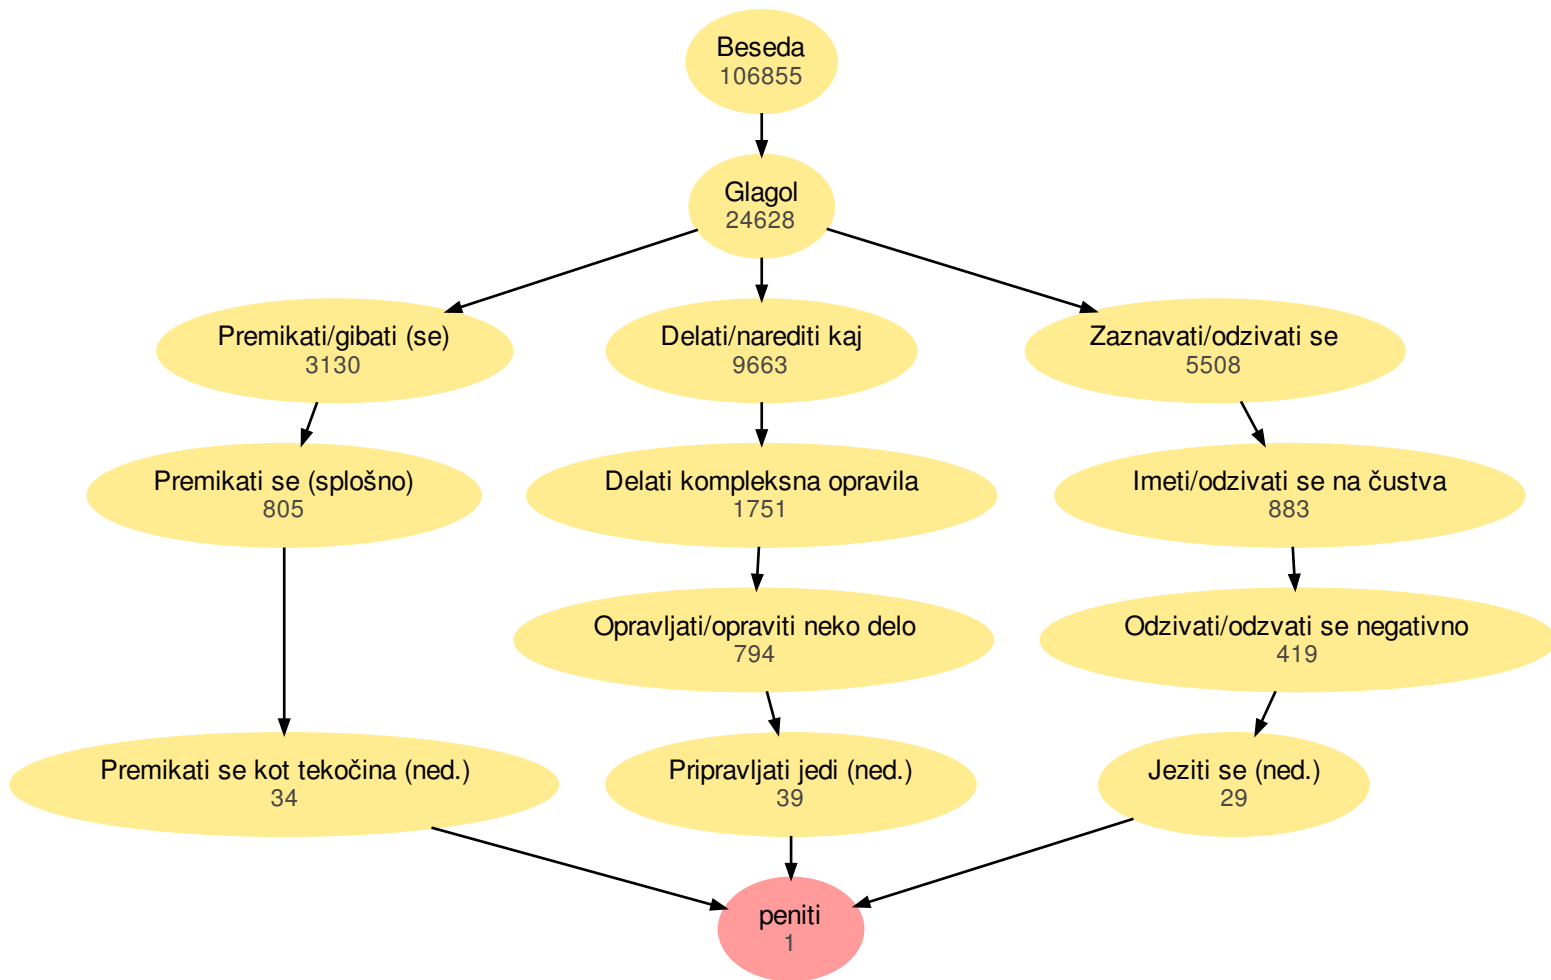 Beseda
106855
Glagol
24628
Premikati/gibati (se)
3130
Delati/narediti kaj
9663
Zaznavati/odzivati se
5508
Premikati se (splošno)
805
Delati kompleksna opravila
1751
Imeti/odzivati se na čustva
883
Opravljati/opraviti neko delo
794
Odzivati/odzvati se negativno
419
Premikati se kot tekočina (ned.)
34
Pripravljati jedi (ned.)
39
Jeziti se (ned.)
29
peniti
1